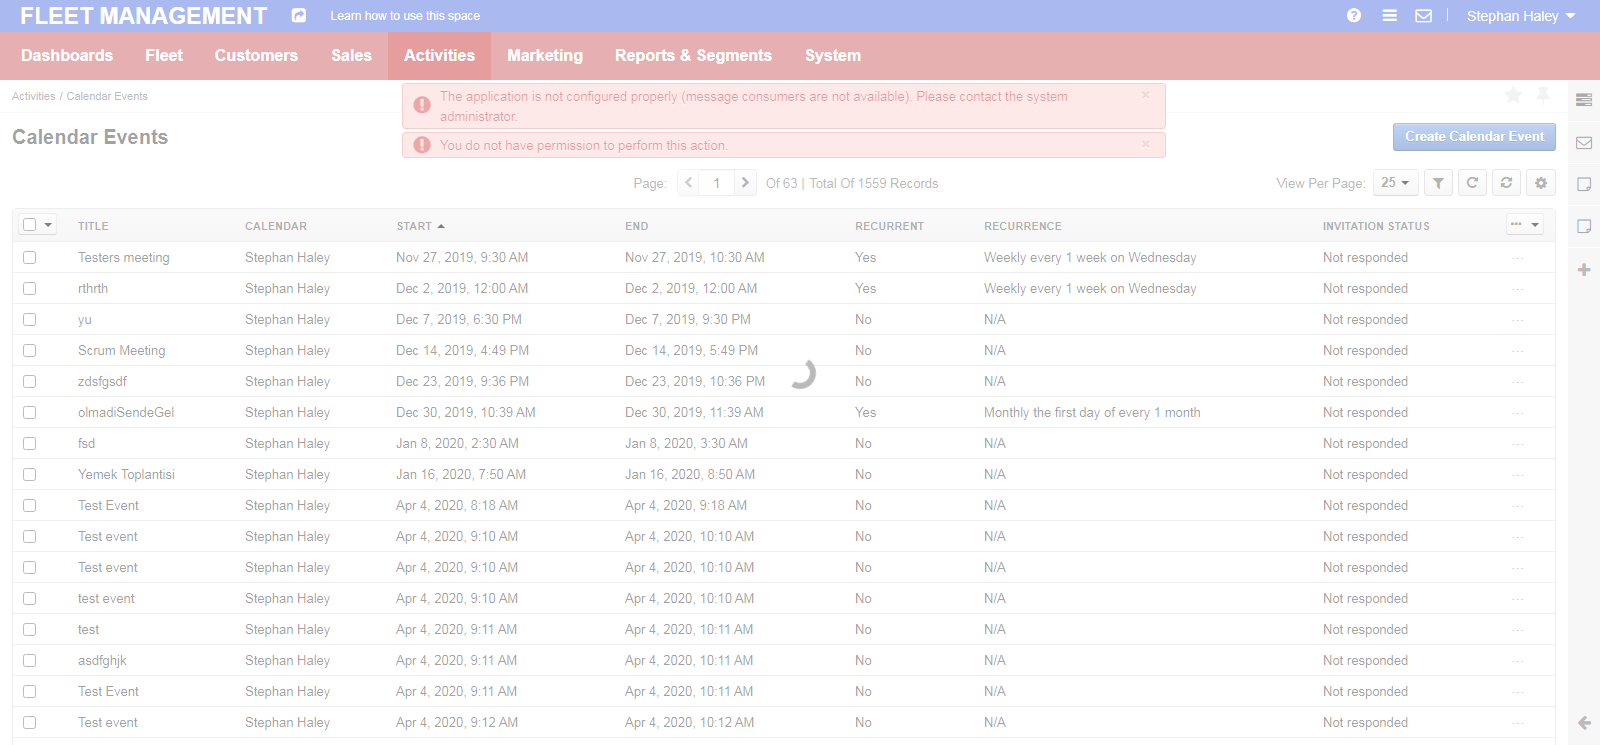 FLEET MANAGEMENT Learn how to use this space Stephan Haley
Dashboards Fleet Customers Sales Activities Marketing Reports & Segments System
Activities / Calendar Events
The application is not configured properly (message consumers are not available). Please contact the system
administrator.
You do not have permission to perform this action.
Calendar Events
Create Calendar Event
Page: 1 Of 63 | Total Of 1559 Records View Per Page: 25
TITLE CALENDAR START END RECURRENT RECURRENCE INVITATION STATUS
Testers meeting Stephan Haley Nov 27, 2019, 9:30 AM Nov 27, 2019, 10:30 AM Yes Weekly every 1 week on Wednesday Not responded
rthrth Stephan Haley Dec 2, 2019, 12:00 AM Dec 2, 2019, 12:00 AM Yes Weekly every 1 week on Wednesday Not responded
yu Stephan Haley Dec 7, 2019, 6:30 PM Dec 7, 2019, 9:30 PM No N/A Not responded
Scrum Meeting Stephan Haley Dec 14, 2019, 4:49 PM Dec 14, 2019, 5:49 PM No N/A Not responded
zdsfgsdf Stephan Haley Dec 23, 2019, 9:36 PM Dec 23, 2019, 10:36 PM No N/A Not responded
olmadiSendeGel Stephan Haley Dec 30, 2019, 10:39 AM Dec 30, 2019, 11:39 AM Yes Monthly the first day of every 1 month Not responded
fsd Stephan Haley Jan 8, 2020, 2:30 AM Jan 8, 2020, 3:30 AM No N/A Not responded
Yemek Toplantisi Stephan Haley Jan 16, 2020, 7:50 AM Jan 16, 2020, 8:50 AM No N/A Not responded
Test Event Stephan Haley Apr 4, 2020, 8:18 AM Apr 4, 2020, 9:18 AM No N/A Not responded
Test event Stephan Haley Apr 4, 2020, 9:10 AM Apr 4, 2020, 10:10 AM No N/A Not responded
Test event Stephan Haley Apr 4, 2020, 9:10 AM Apr 4, 2020, 10:10 AM No N/A Not responded
test event Stephan Haley Apr 4, 2020, 9:10 AM Apr 4, 2020, 10:10 AM No N/A Not responded
test Stephan Haley Apr 4, 2020, 9:11 AM Apr 4, 2020, 10:11 AM No N/A Not responded
asdfghjk Stephan Haley Apr 4, 2020, 9:11 AM Apr 4, 2020, 10:11 AM No N/A Not responded
Test Event Stephan Haley Apr 4, 2020, 9:11 AM Apr 4, 2020, 10:11 AM No N/A Not responded
Test event Stephan Haley Apr 4, 2020, 9:12 AM Apr 4, 2020, 10:12 AM No N/A Not responded